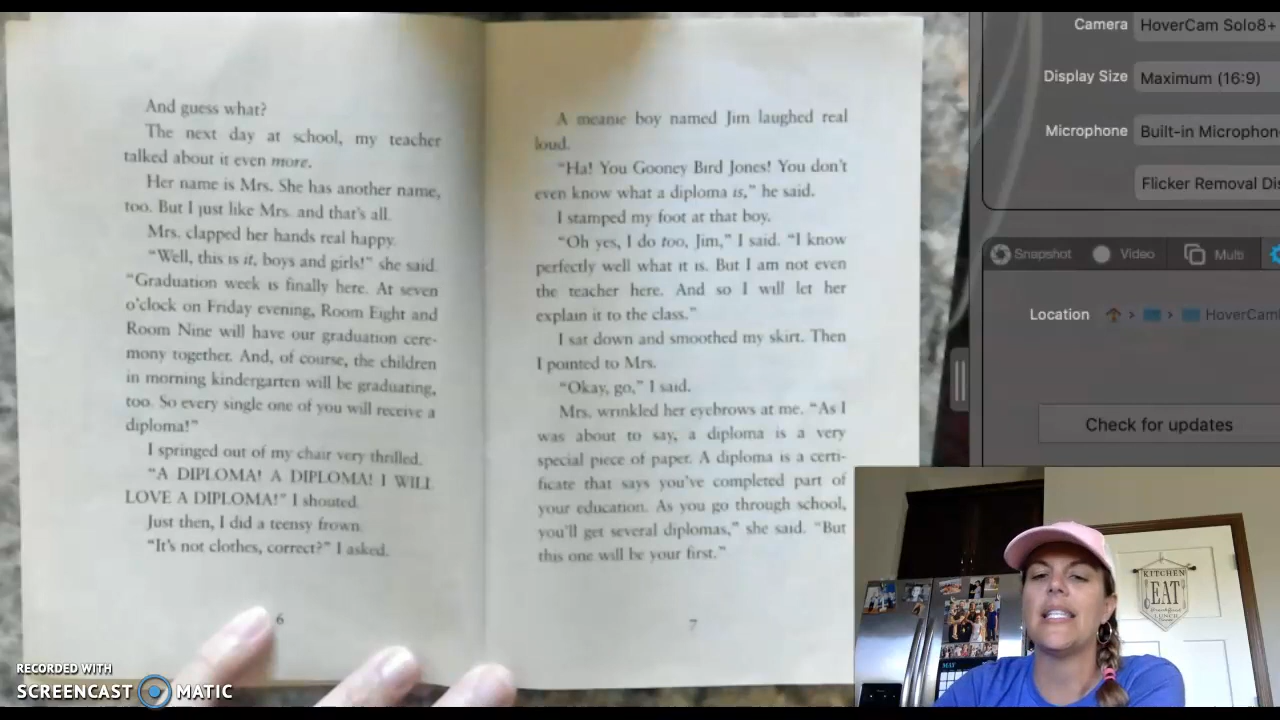 And guess what?
The next day at school, my teacher
talked about it even more.
Her name is Mrs. She has another name,
too. But I just like Mrs. and that's all.
Mrs. clapped her hands real happy.
"Well, this is it, boys and girls!" she said.
"Graduation week is finally here. At seven
o'clock on Friday evening, Room Eight and
Room Nine will have our graduation cere-
mony together. And, of course, the children
in morning kindergarten will be graduating,
too. So every single one of you will receive a
diploma!"
I springed out of my chair very thrilled.
"A DIPLOMA! A DIPLOMA! I WILL
LOVE A DIPLOMA!" I shouted.
Just then, I did a teensy frown.
"It's not clothes, correct?" I asked.
6
A meanie boy named Jim laughed real
loud.
"Ha! You Gooney Bird Jones! You don't
even know what a diploma is," he said.
I stamped my foot at that boy.
"Oh yes, I do too, Jim," I said. "I know
perfectly well what it is. But I am not even
the teacher here. And so I will let her
explain it to the class."
I sat down and smoothed my skirt. Then
I pointed to Mrs.
"Okay, go," I said.
Mrs. wrinkled her eyebrows at me. "As I
was about to say, a diploma is a very
special piece of paper. A diploma is a certi-
ficate that says you've completed part of
your education. As you go through school,
you'll get several diplomas," she said. "But
this one will be your first."
7
Camera HoverCam Solo8+
Display Size Maximum (16:9)
Microphone Built-in Microphon
Flicker Removal Dis
Snapshot Video Multi
Location > > HoverCam
Check for updates
KITCHEN
EAT
LUNCH
MAY
RECORDED WITH
SCREENCAST MATIC